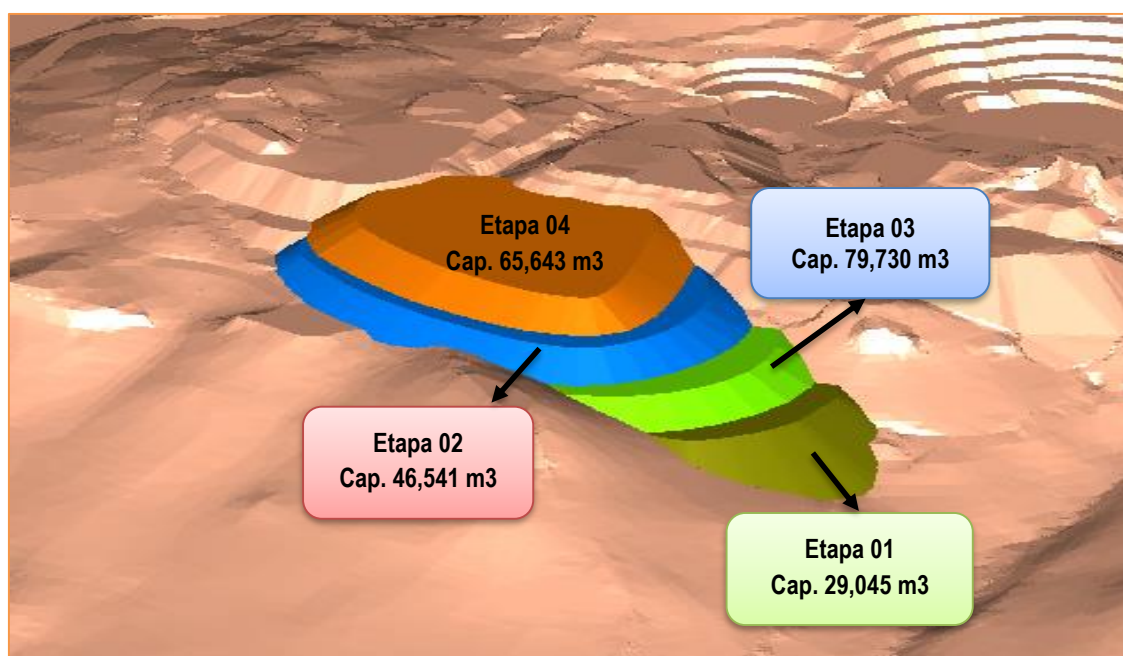 Etapa 04
Cap. 65,643 m3
Etapa 03
Cap. 79,730 m3
Etapa 02
Cap. 46,541 m3
Etapa 01
Cap. 29,045 m3